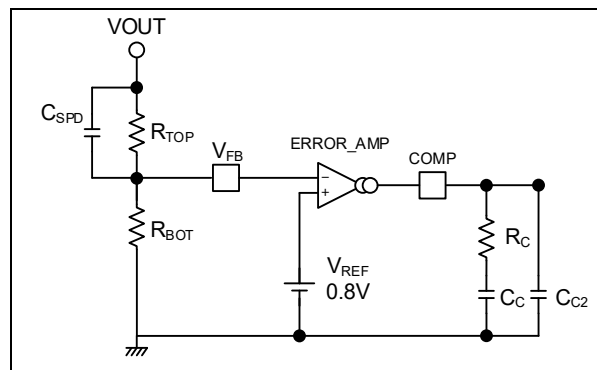 VOUT
CSPD
RTOP
VFB
ERROR_AMP
COMP
−
+
RBOT
VREF
0.8V
RC
CC
CC2